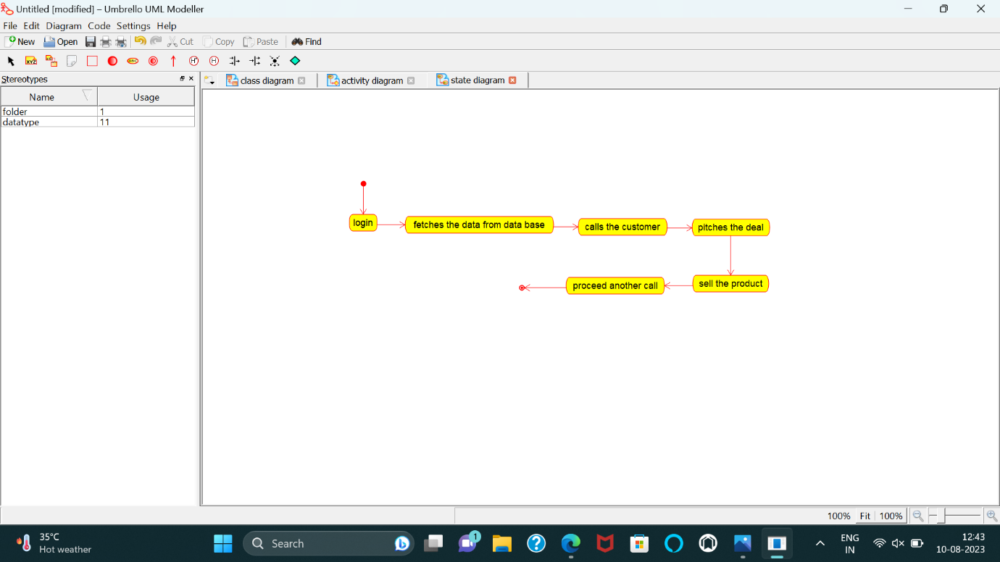 Untitled [modified] – Umbrello UML Modeller
File Edit Diagram Code Settings Help
New Open Cut Copy Paste Find
XYZ ABC H* H
Stereotypes
class diagram activity diagram state diagram
Name Usage
folder 1
datatype 11
login
fetches the data from data base
calls the customer
pitches the deal
proceed another call
sell the product
100% Fit 100%
35°C
Hot weather
Search
1
ENG
IN
12:43
10-08-2023